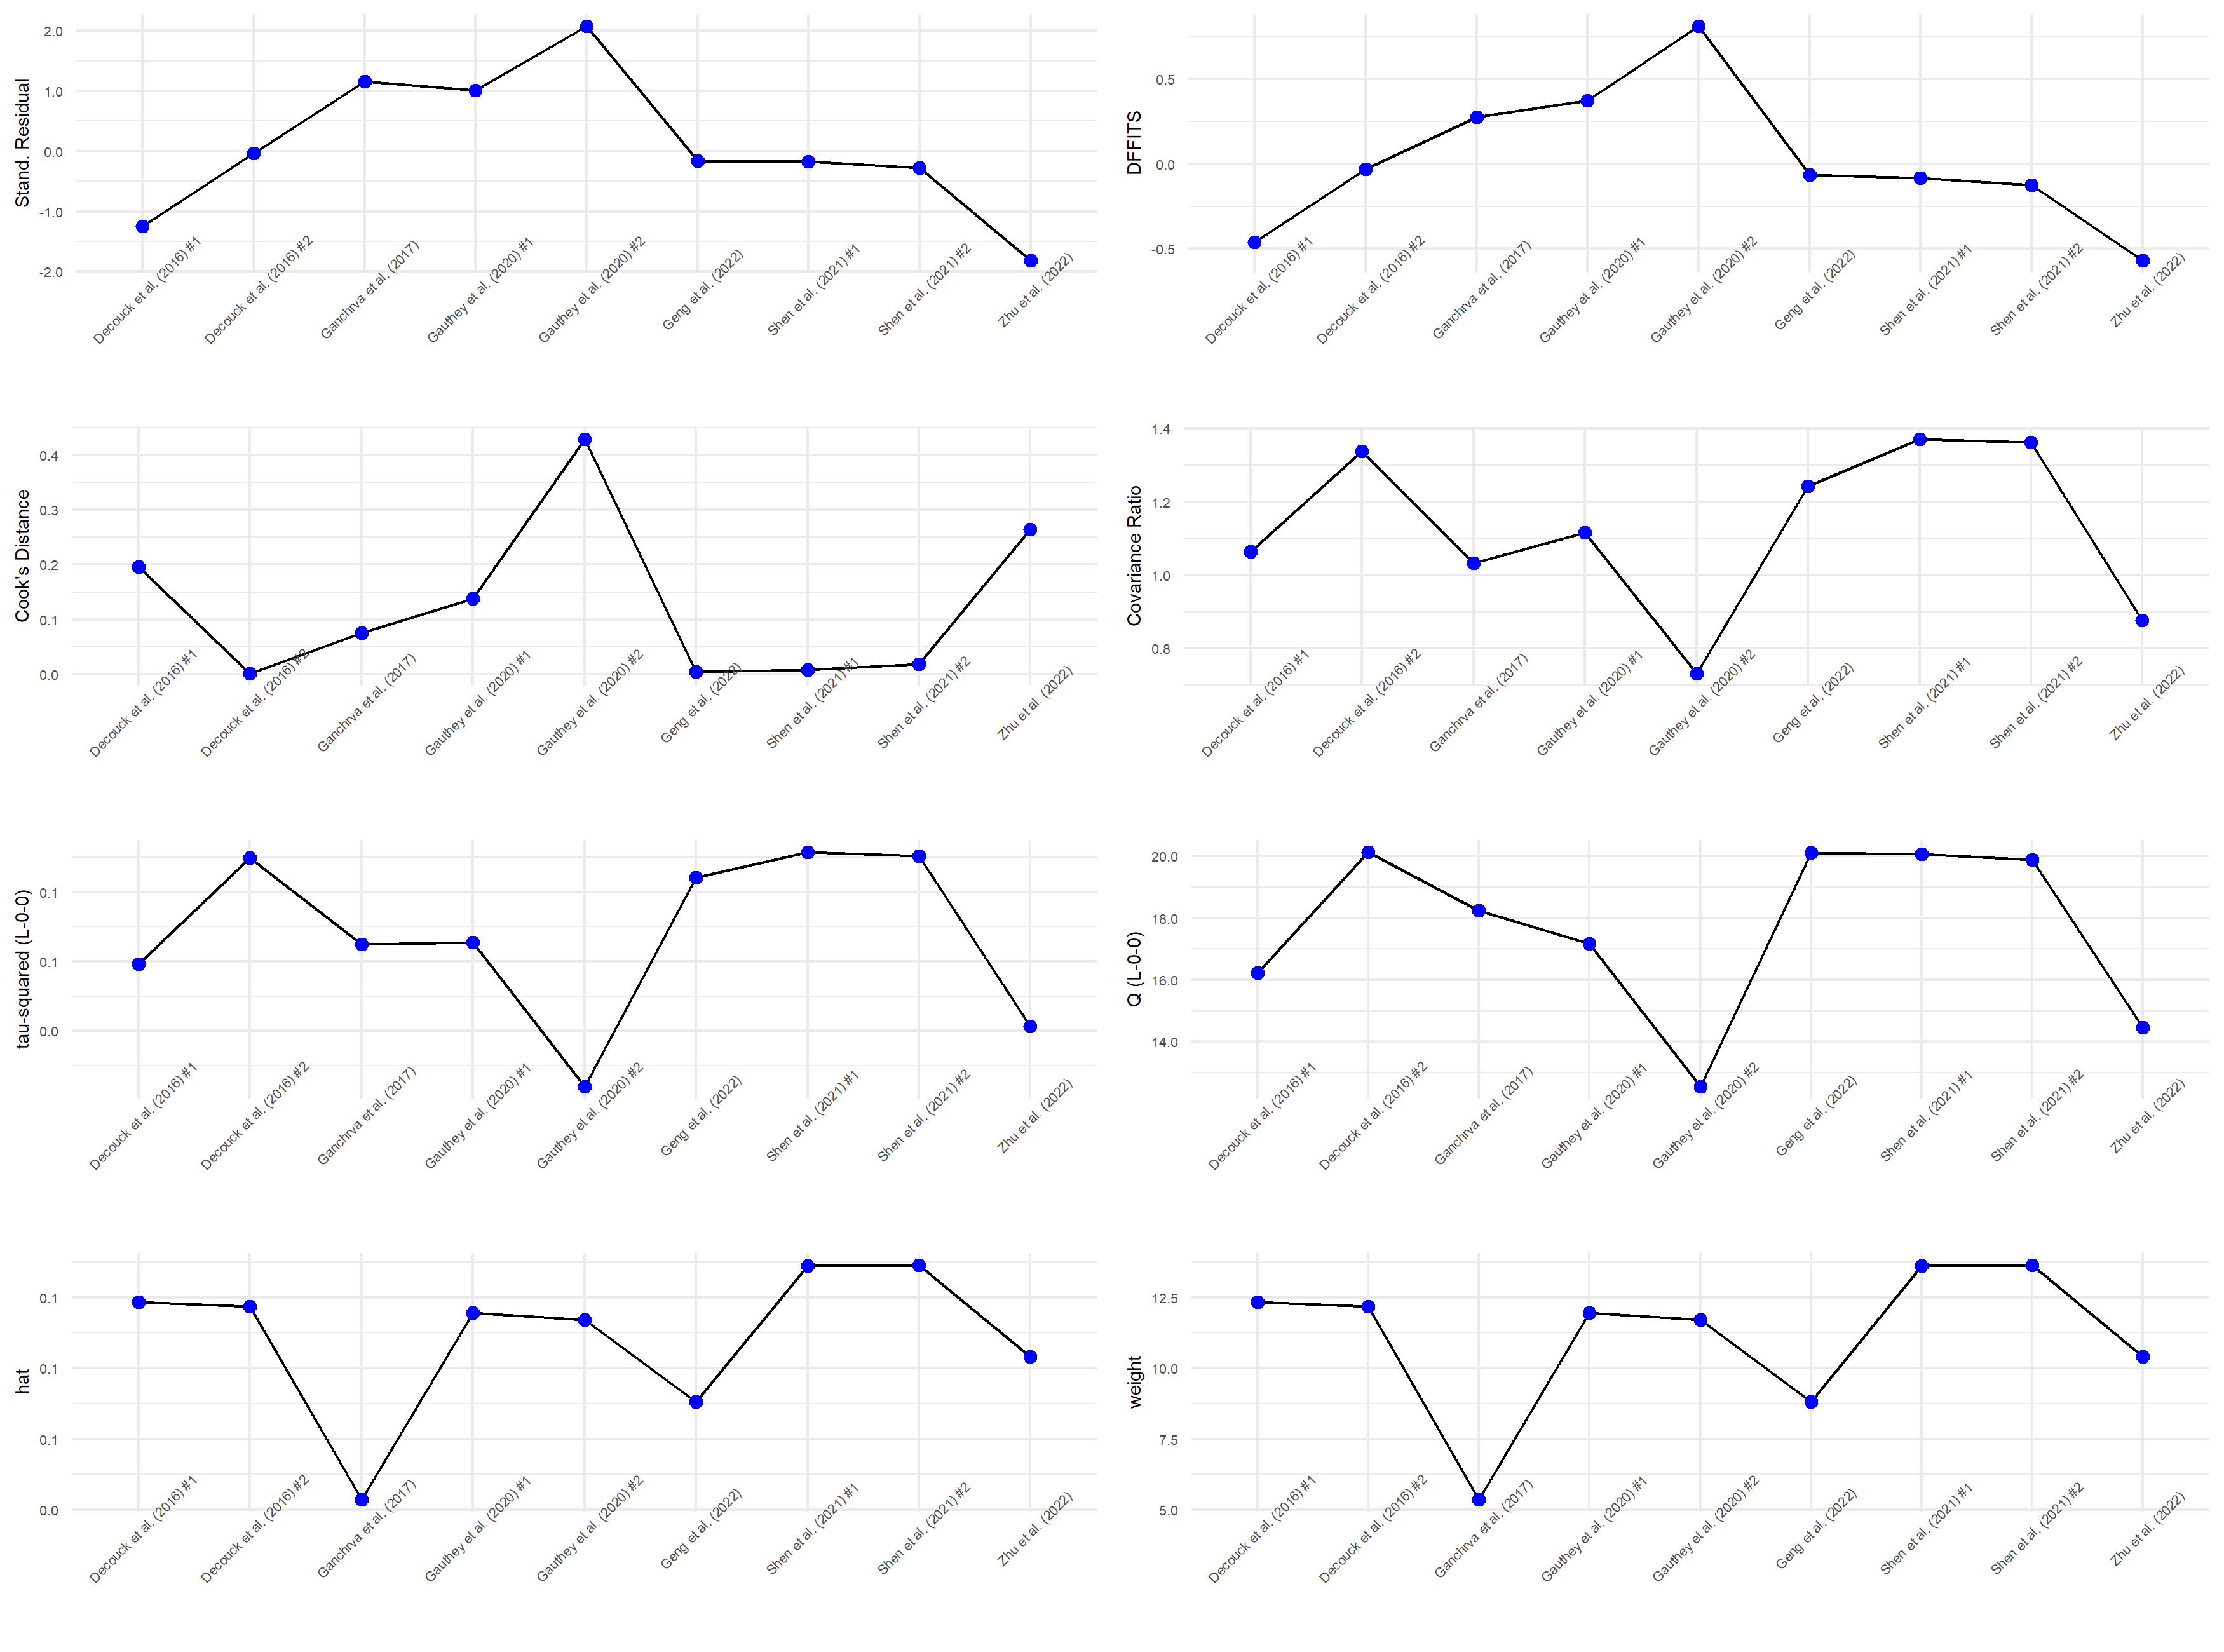 Stand. Residual
2.0
1.0
0.0
-1.0
-2.0
Decouck et al. (2016) #1
Decouck et al. (2016) #2
Ganchrva et al. (2017)
Gauthey et al. (2020) #1
Gauthey et al. (2020) #2
Geng et al. (2022)
Shen et al. (2021) #1
Shen et al. (2021) #2
Zhu et al. (2022)
DFFITS
0.5
0.0
-0.5
Decouck et al. (2016) #1
Decouck et al. (2016) #2
Ganchrva et al. (2017)
Gauthey et al. (2020) #1
Gauthey et al. (2020) #2
Geng et al. (2022)
Shen et al. (2021) #1
Shen et al. (2021) #2
Zhu et al. (2022)
Cook's Distance
0.4
0.3
0.2
0.1
0.0
Decouck et al. (2016) #1
Decouck et al. (2016) #2
Ganchrva et al. (2017)
Gauthey et al. (2020) #1
Gauthey et al. (2020) #2
Geng et al. (2022)
Shen et al. (2021) #1
Shen et al. (2021) #2
Zhu et al. (2022)
Covariance Ratio
1.4
1.2
1.0
0.8
Decouck et al. (2016) #1
Decouck et al. (2016) #2
Ganchrva et al. (2017)
Gauthey et al. (2020) #1
Gauthey et al. (2020) #2
Geng et al. (2022)
Shen et al. (2021) #1
Shen et al. (2021) #2
Zhu et al. (2022)
tau-squared (L-0-0)
0.1
0.1
0.0
Decouck et al. (2016) #1
Decouck et al. (2016) #2
Ganchrva et al. (2017)
Gauthey et al. (2020) #1
Gauthey et al. (2020) #2
Geng et al. (2022)
Shen et al. (2021) #1
Shen et al. (2021) #2
Zhu et al. (2022)
Q (L-0-0)
20.0
18.0
16.0
14.0
Decouck et al. (2016) #1
Decouck et al. (2016) #2
Ganchrva et al. (2017)
Gauthey et al. (2020) #1
Gauthey et al. (2020) #2
Geng et al. (2022)
Shen et al. (2021) #1
Shen et al. (2021) #2
Zhu et al. (2022)
hat
0.1
0.1
0.1
0.0
Decouck et al. (2016) #1
Decouck et al. (2016) #2
Ganchrva et al. (2017)
Gauthey et al. (2020) #1
Gauthey et al. (2020) #2
Geng et al. (2022)
Shen et al. (2021) #1
Shen et al. (2021) #2
Zhu et al. (2022)
weight
12.5
10.0
7.5
5.0
Decouck et al. (2016) #1
Decouck et al. (2016) #2
Ganchrva et al. (2017)
Gauthey et al. (2020) #1
Gauthey et al. (2020) #2
Geng et al. (2022)
Shen et al. (2021) #1
Shen et al. (2021) #2
Zhu et al. (2022)